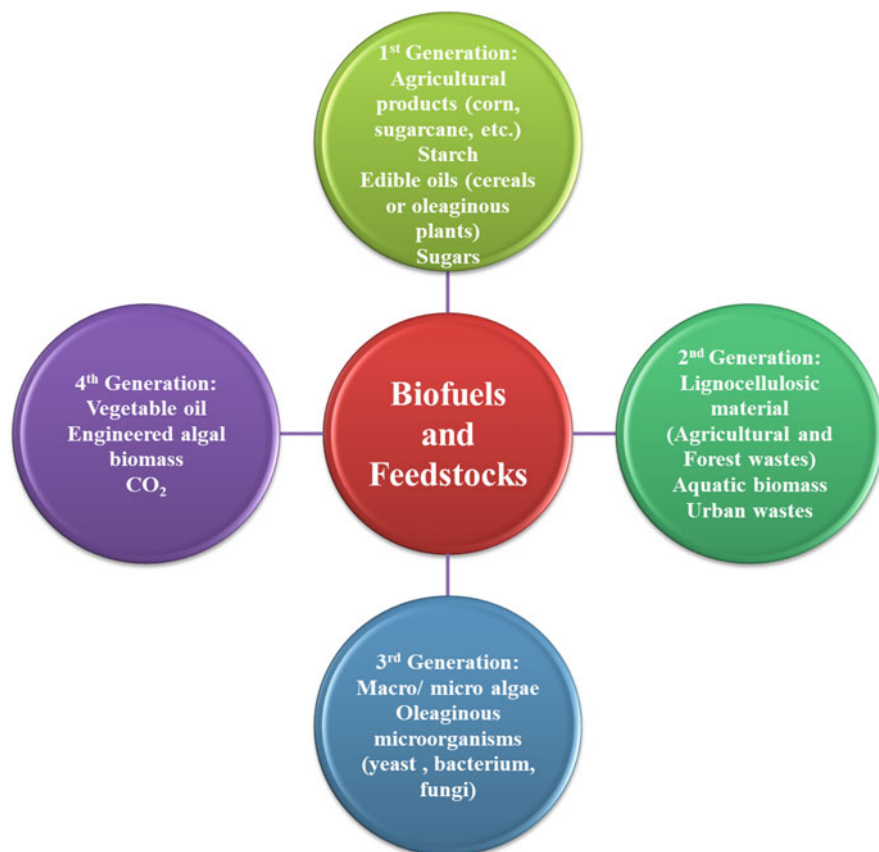 1st Generation:
Agricultural
products (corn,
sugarcane, etc.)
Starch
Edible oils (cereals
or oleaginous
plants)
Sugars
4th Generation:
Vegetable oil
Engineered algal
biomass
CO₂
Biofuels
and
Feedstocks
2nd Generation:
Lignocellulosic
material
(Agricultural and
Forest wastes)
Aquatic biomass
Urban wastes
3rd Generation:
Macro/ micro algae
Oleaginous
microorganisms
(yeast , bacterium,
fungi)